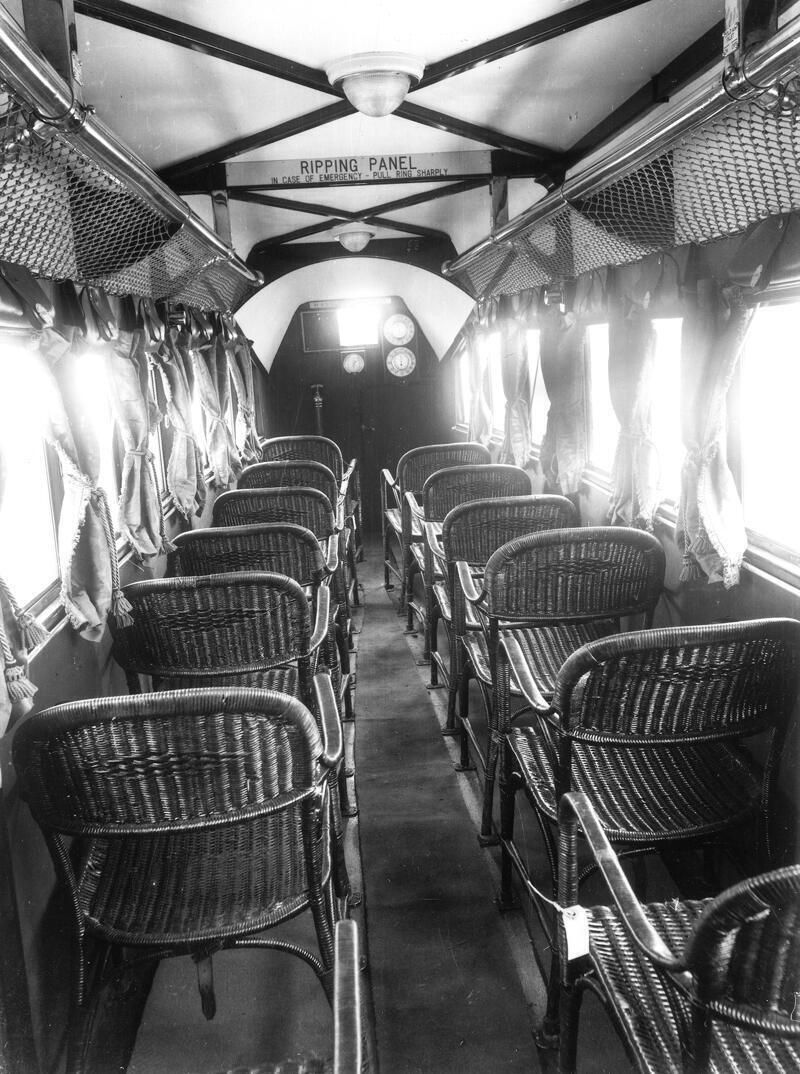 RIPPING PANEL
IN CASE OF EMERGENCY - PULL RING SHARPLY